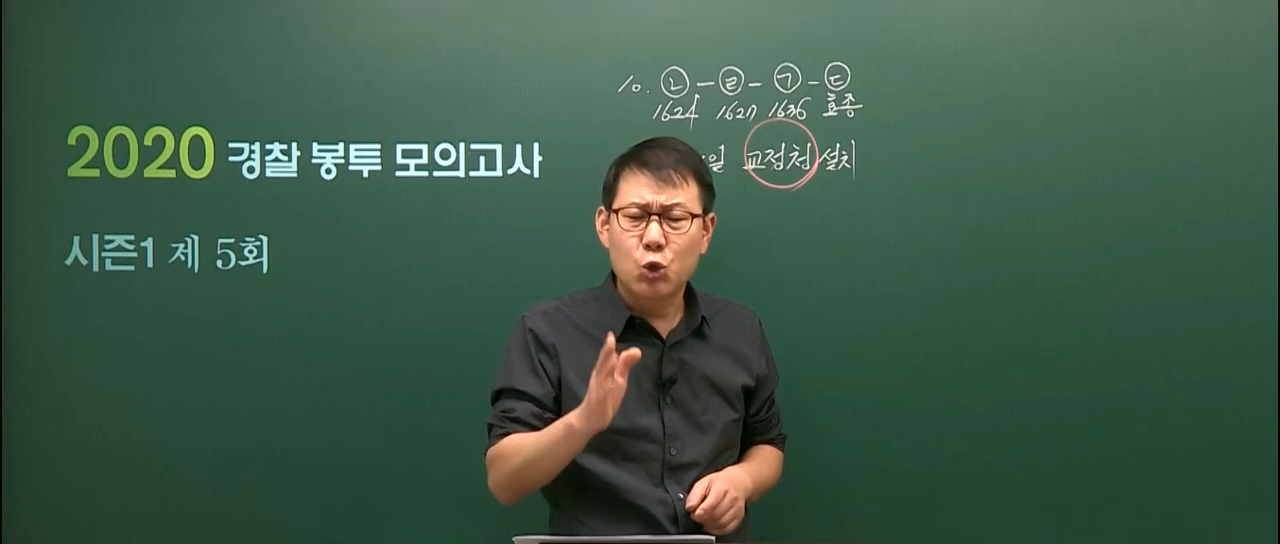 2020 경찰 봉투 모의고사
시즌1 제 5회
10. ㉡-㉣-㉠-㉢
1624 1627 1636 효종
일 교정청 설치